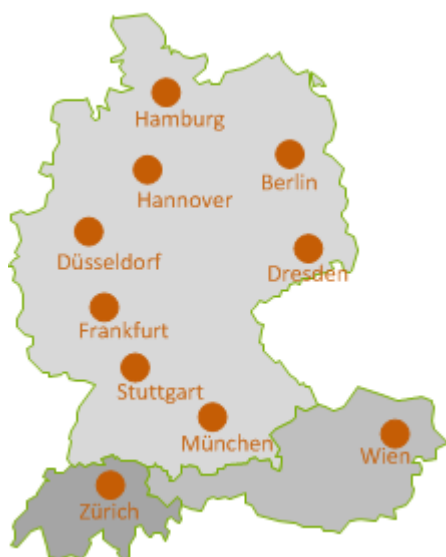 Hamburg
Berlin
Hannover
Düsseldorf
Dresden
Frankfurt
Stuttgart
München
Wien
Zürich